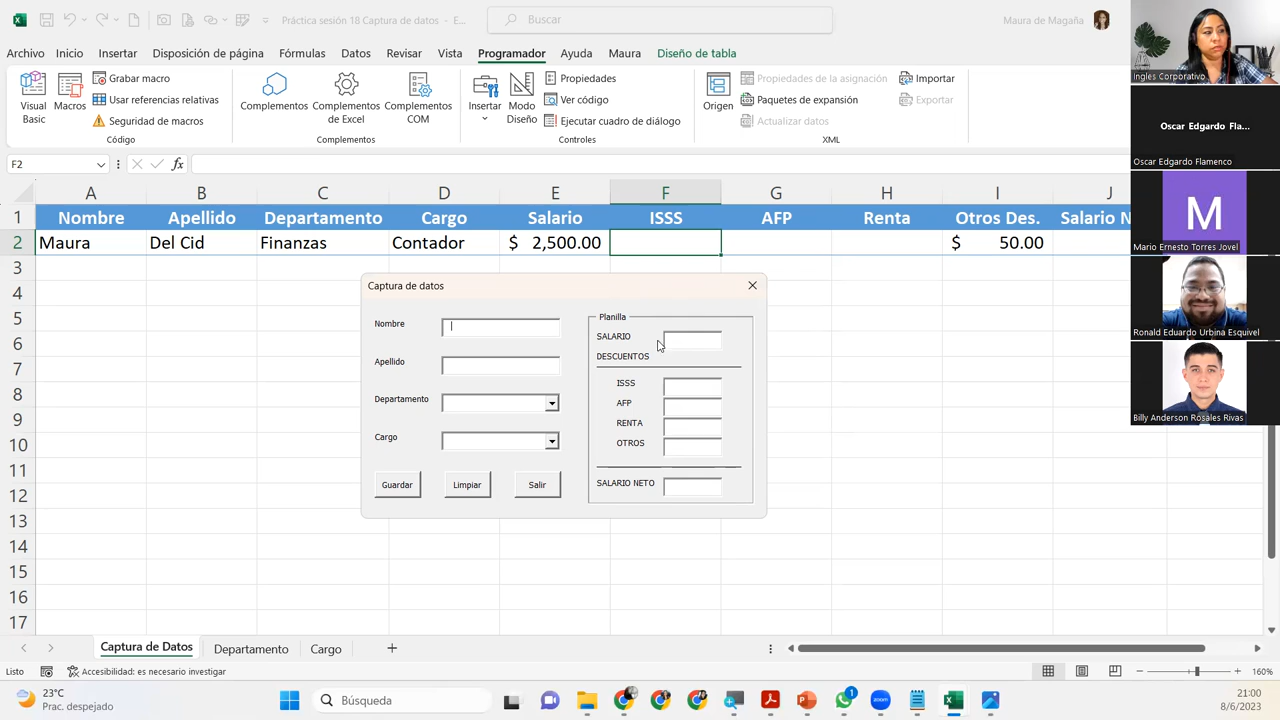 Práctica sesión 18 Captura de datos - E...
Buscar
Maura de Magaña
Archivo Inicio Insertar Disposición de página Fórmulas Datos Revisar Vista Programador Ayuda Maura Diseño de tabla
Visual Basic
Macros
Grabar macro
Usar referencias relativas
Seguridad de macros
Código
Complementos
Complementos de Excel
Complementos COM
Complementos
Insertar
Modo Diseño
Propiedades
Ver código
Ejecutar cuadro de diálogo
Controles
Origen
Propiedades de la asignación
Paquetes de expansión
Actualizar datos
Importar
Exportar
XML
F2
fx
A B C D E F G H I J
1 Nombre Apellido Departamento Cargo Salario ISSS AFP Renta Otros Des. Salario N
2 Maura Del Cid Finanzas Contador $ 2,500.00 $ 50.00
3
4
5
6
7
8
9
10
11
12
13
14
15
16
17
Captura de datos
Nombre
Apellido
Departamento
Cargo
Guardar Limpiar Salir
Planilla
SALARIO
DESCUENTOS
ISSS
AFP
RENTA
OTROS
SALARIO NETO
Ingles Corporativo
Oscar Edgardo Fla...
Oscar Edgardo Flamenco
M
Mario Ernesto Torres Jovel
Ronald Eduardo Urbina Esquivel
Billy Anderson Rosales Rivas
Captura de Datos Departamento Cargo
Listo
Accesibilidad: es necesario investigar
160%
23°C
Prac. despejado
Búsqueda
1
21:00
8/6/2023